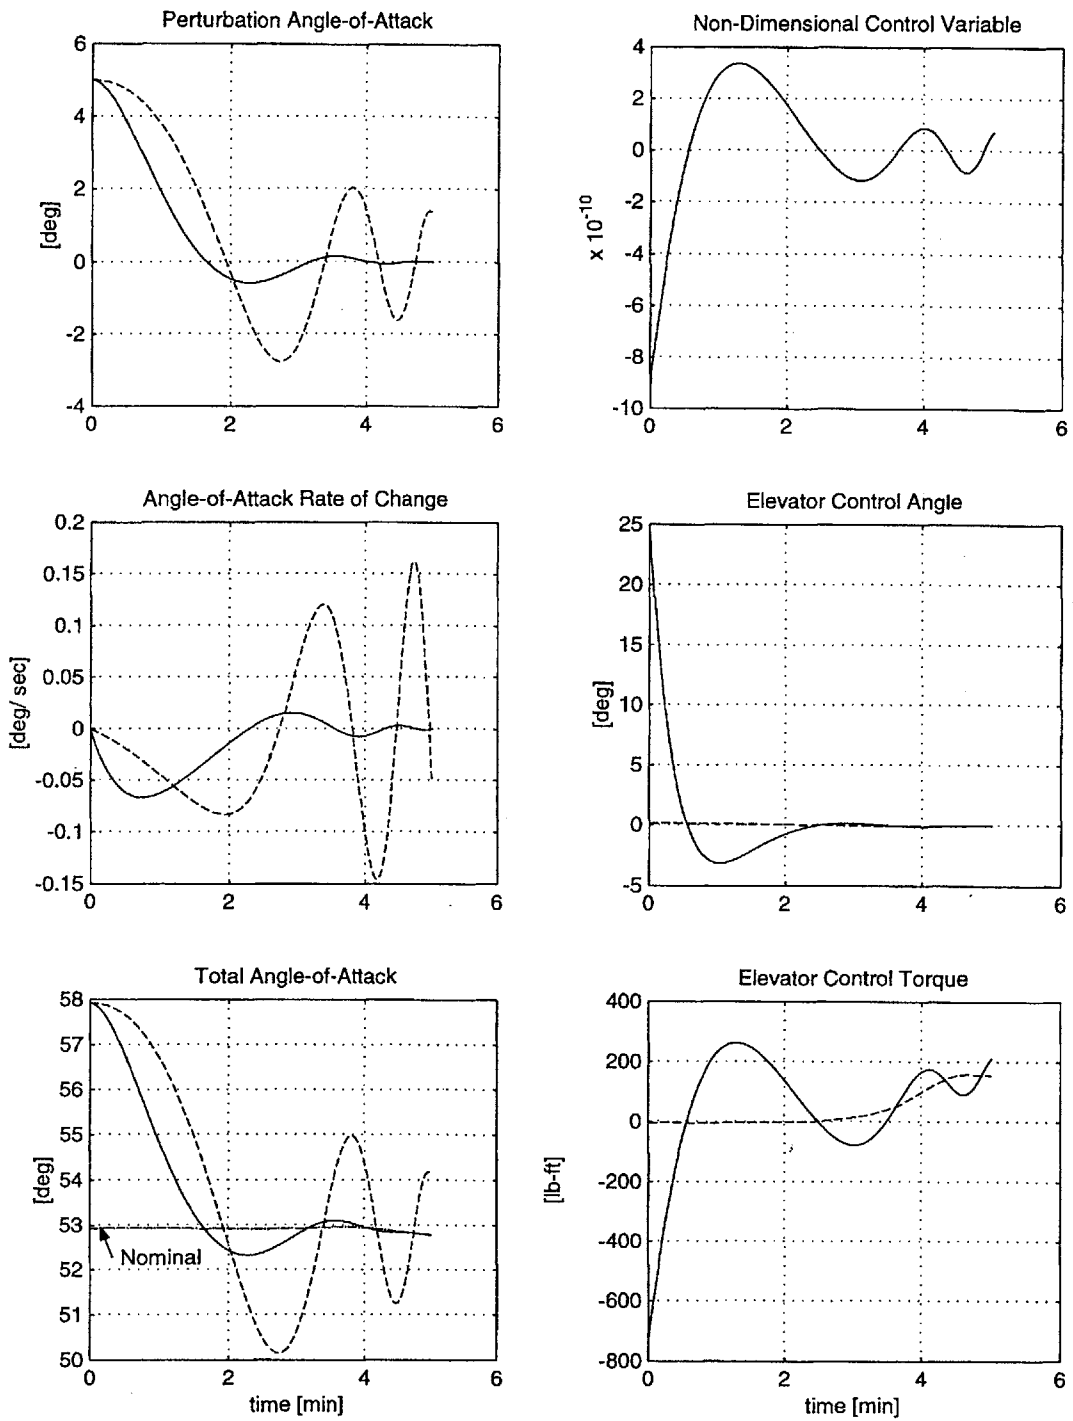 Perturbation Angle-of-Attack
6
4
2
0
-2
-4
[deg]
0 2 4 6
Non-Dimensional Control Variable
4
2
0
-2
-4
-6
-8
-10
x 10^-10
0 2 4 6
Angle-of-Attack Rate of Change
0.2
0.15
0.1
0.05
0
-0.05
-0.1
-0.15
[deg/ sec]
0 2 4 6
Elevator Control Angle
25
20
15
10
5
0
-5
[deg]
0 2 4 6
Total Angle-of-Attack
58
57
56
55
54
53
52
51
50
[deg]
Nominal
0 2 4 6
time [min]
Elevator Control Torque
400
200
0
-200
-400
-600
-800
[lb-ft]
0 2 4 6
time [min]